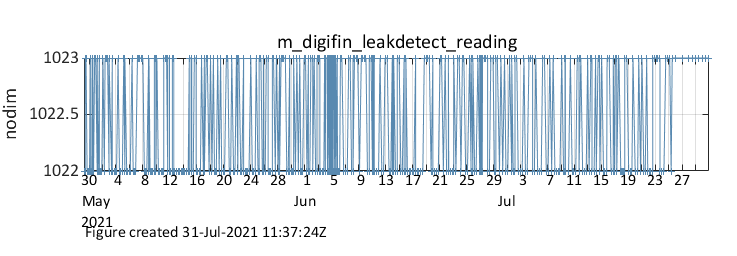 m_digifin_leakdetect_reading
1023
1022.5
1022
nodim
30 4 8 12 16 20 24 28 1 5 9 13 17 21 25 29 3 7 11 15 19 23 27
May Jun Jul
2021
Figure created 31-Jul-2021 11:37:24Z